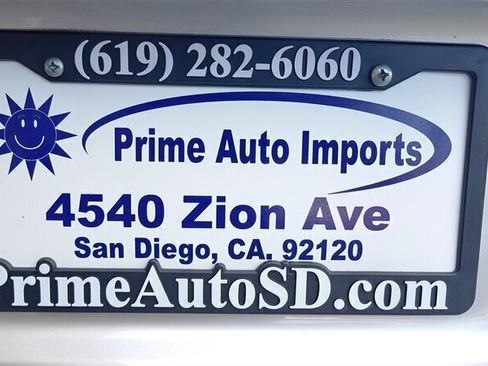 (619) 282-6060
Prime Auto Imports
4540 Zion Ave
San Diego, CA. 92120
PrimeAutoSD.com